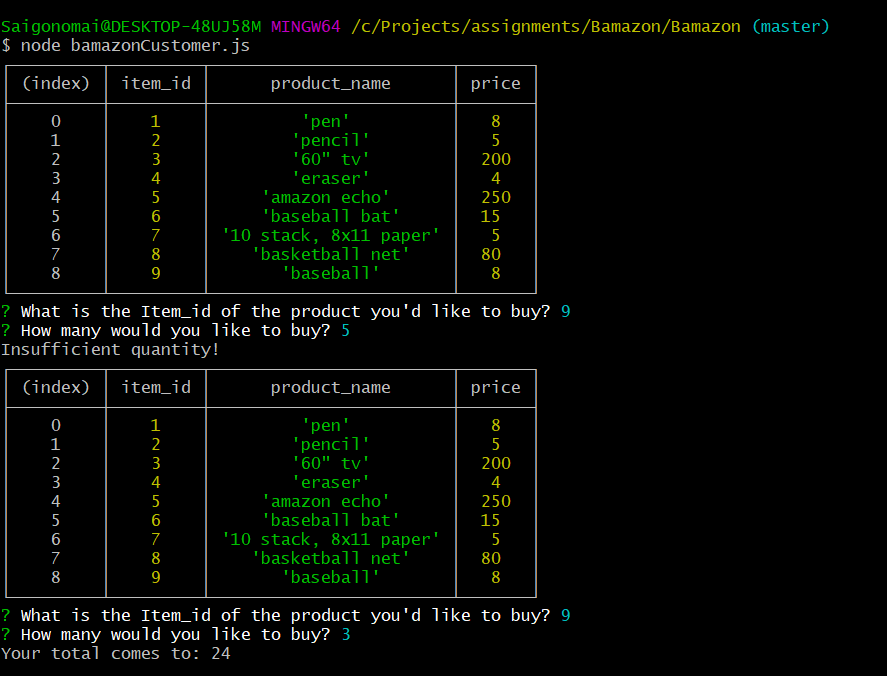 Saigonomai@DESKTOP-48UJ58M MINGW64 /c/Projects/assignments/Bamazon/Bamazon (master)
$ node bamazonCustomer.js
(index) item_id product_name price
0 1 'pen' 8
1 2 'pencil' 5
2 3 '60" tv' 200
3 4 'eraser' 4
4 5 'amazon echo' 250
5 6 'baseball bat' 15
6 7 '10 stack, 8x11 paper' 5
7 8 'basketball net' 80
8 9 'baseball' 8
? What is the Item_id of the product you'd like to buy? 9
? How many would you like to buy? 5
Insufficient quantity!
(index) item_id product_name price
0 1 'pen' 8
1 2 'pencil' 5
2 3 '60" tv' 200
3 4 'eraser' 4
4 5 'amazon echo' 250
5 6 'baseball bat' 15
6 7 '10 stack, 8x11 paper' 5
7 8 'basketball net' 80
8 9 'baseball' 8
? What is the Item_id of the product you'd like to buy? 9
? How many would you like to buy? 3
Your total comes to: 24